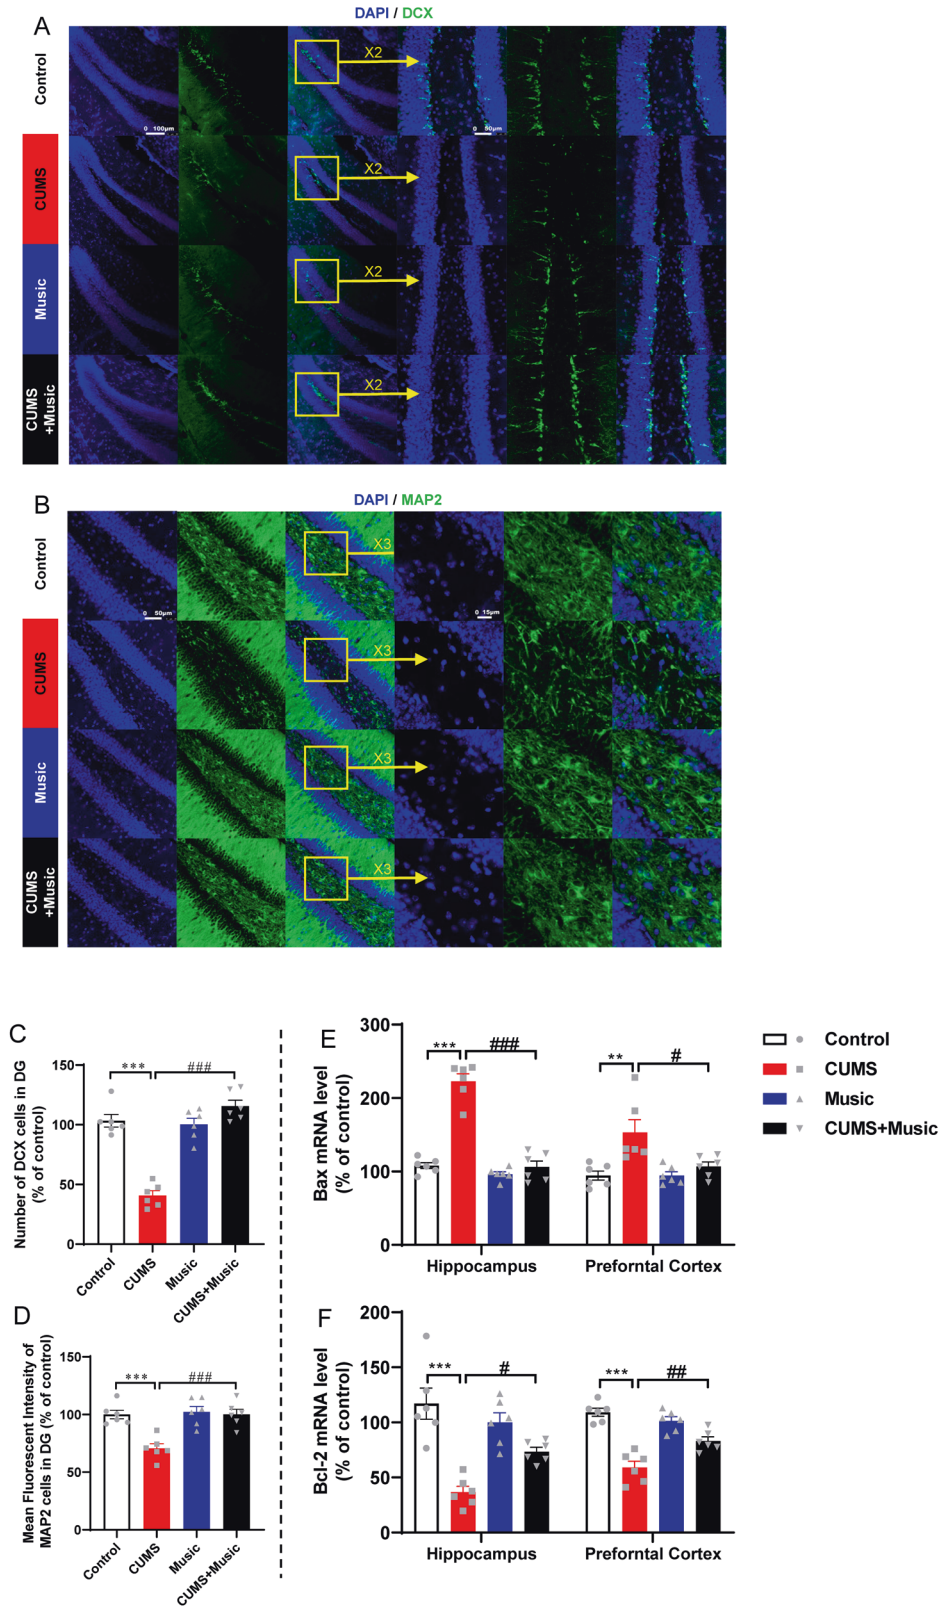 A
DAPI / DCX
Control
X2
0 100μm
0 50μm
CUMS
X2
Music
X2
CUMS
+Music
X2
B
DAPI / MAP2
Control
X3
0 50μm
0 15μm
CUMS
X3
Music
X3
CUMS
+Music
X3
C
Number of DCX cells in DG
(% of control)
150
100
50
0
***
###
Control
CUMS
Music
CUMS+Music
D
Mean Fluorescent Intensity of
MAP2 cells in DG (% of control)
150
100
50
0
***
###
Control
CUMS
Music
CUMS+Music
E
Bax mRNA level
(% of control)
300
200
100
0
***
###
**
#
Hippocampus
Preforntal Cortex
Control
CUMS
Music
CUMS+Music
F
Bcl-2 mRNA level
(% of control)
200
150
100
50
0
***
#
***
##
Hippocampus
Preforntal Cortex